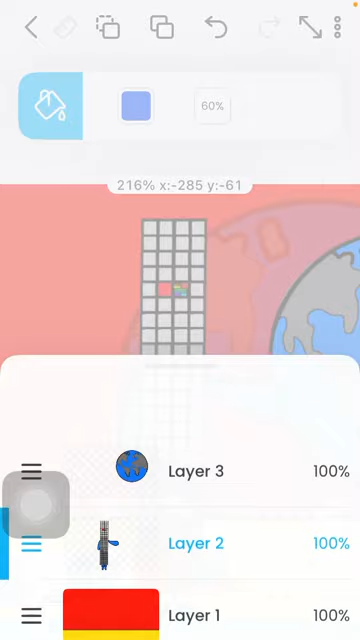 60%
216% x:-285 y:-61
Layer 3 100%
Layer 2 100%
Layer 1 100%